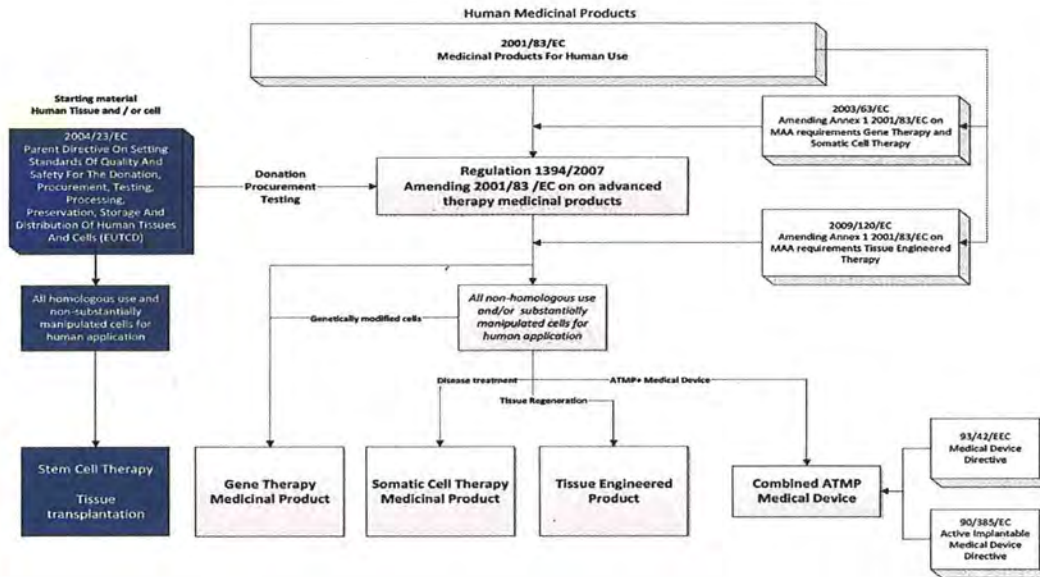 Human Medicinal Products
2001/83/EC
Medicinal Products For Human Use
Starting material
Human Tissue and / or cell
2004/23/EC
Parent Directive On Setting
Standards Of Quality And
Safety For The Donation,
Procurement, Testing,
Processing,
Preservation, Storage And
Distribution Of Human Tissues
And Cells (EUTCD)
Donation
Procurement
Testing
Regulation 1394/2007
Amending 2001/83 /EC on on advanced
therapy medicinal products
2003/63/EC
Amending Annex 1 2001/83/EC on
MAA requirements Gene Therapy and
Somatic Cell Therapy
2009/120/EC
Amending Annex 1 2001/83/EC on
MAA requirements Tissue Engineered
Therapy
All homologous use and
non-substantially
manipulated cells for
human application
Genetically modified cells
All non-homologous use
and/or substantially
manipulated cells for
human application
Disease treatment
ATMP+ Medical Device
Tissue Regeneration
Stem Cell Therapy
Tissue
transplantation
Gene Therapy
Medicinal Product
Somatic Cell Therapy
Medicinal Product
Tissue Engineered
Product
Combined ATMP
Medical Device
93/42/EEC
Medical Device
Directive
90/385/EC
Active Implantable
Medical Device
Directive